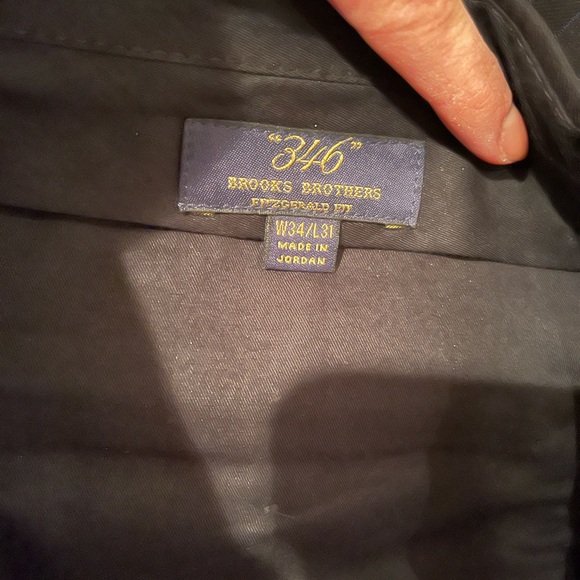 "346"
BROOKS BROTHERS
FITZGERALD FIT
W34/L31
MADE IN
JORDAN